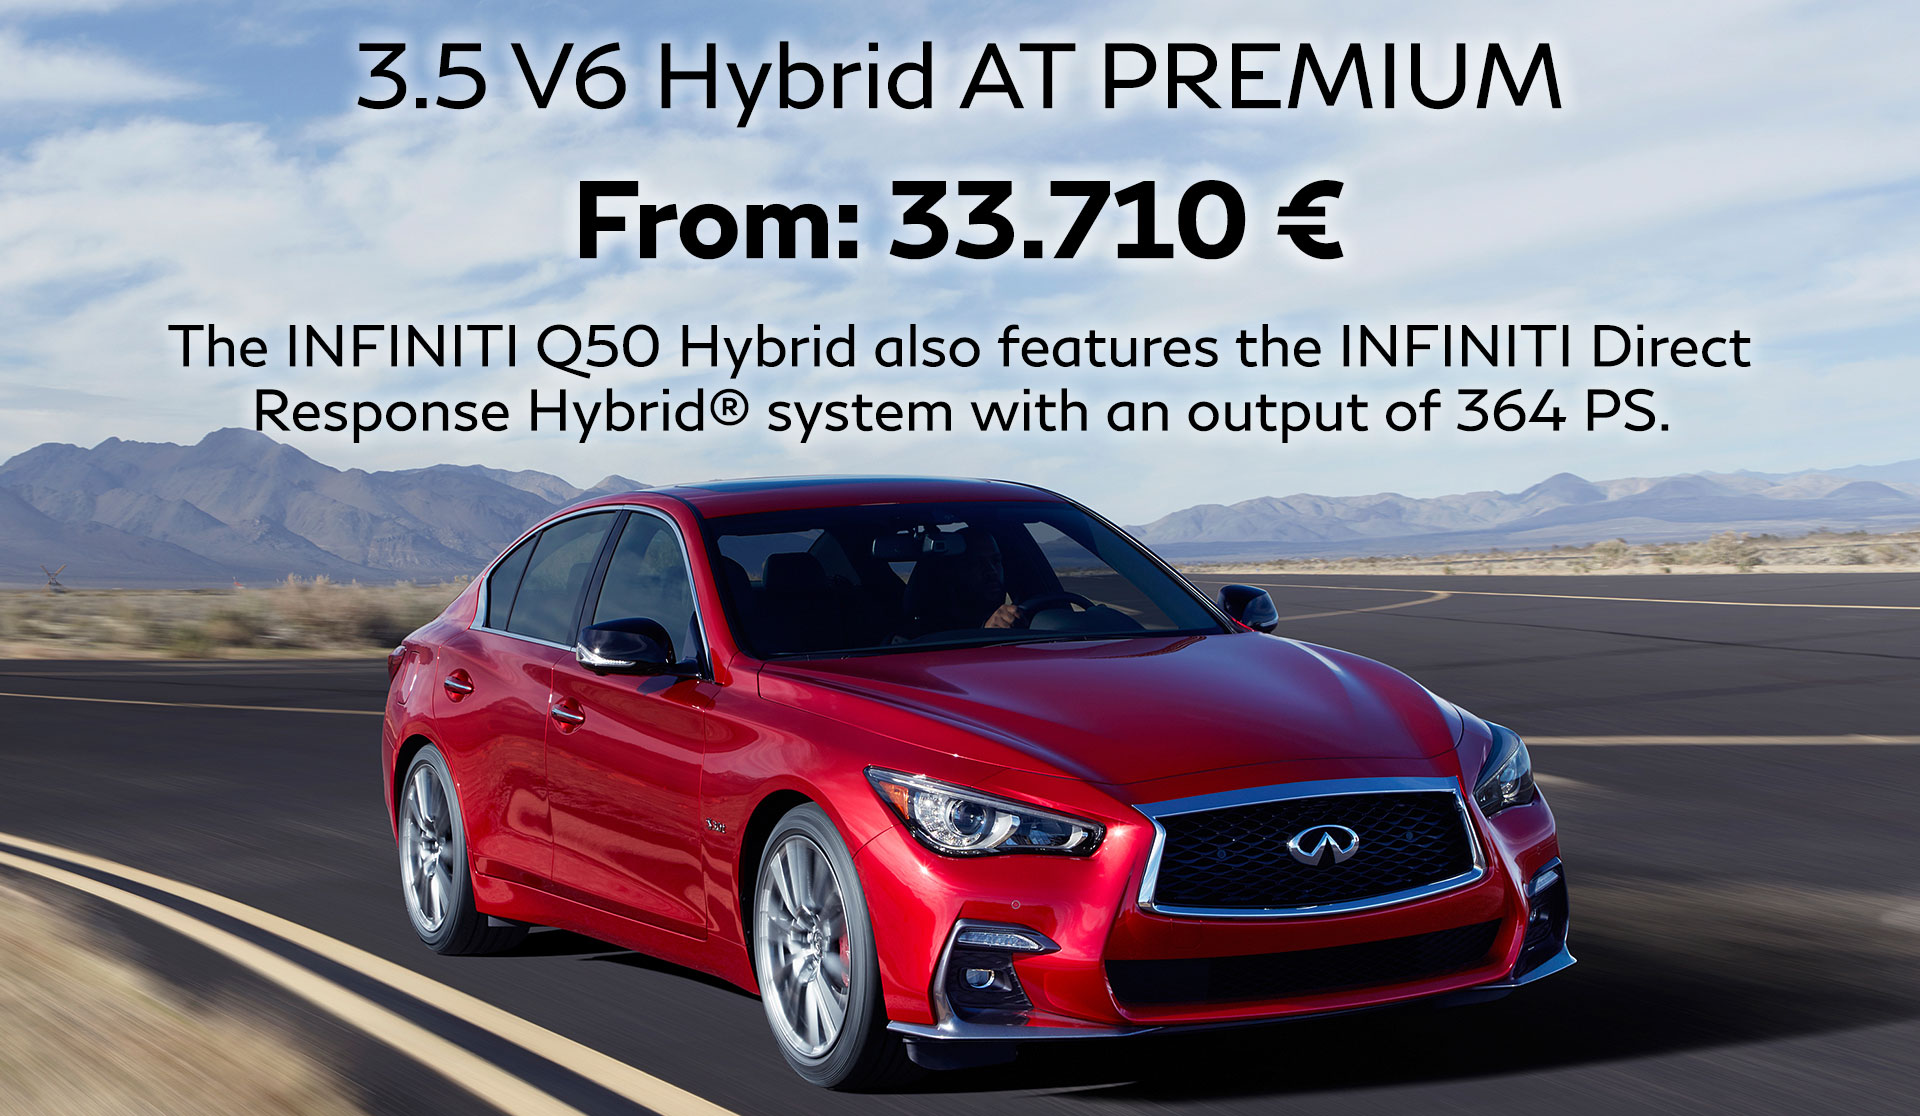 3.5 V6 Hybrid AT PREMIUM
From: 33.710 €
The INFINITI Q50 Hybrid also features the INFINITI Direct
Response Hybrid® system with an output of 364 PS.